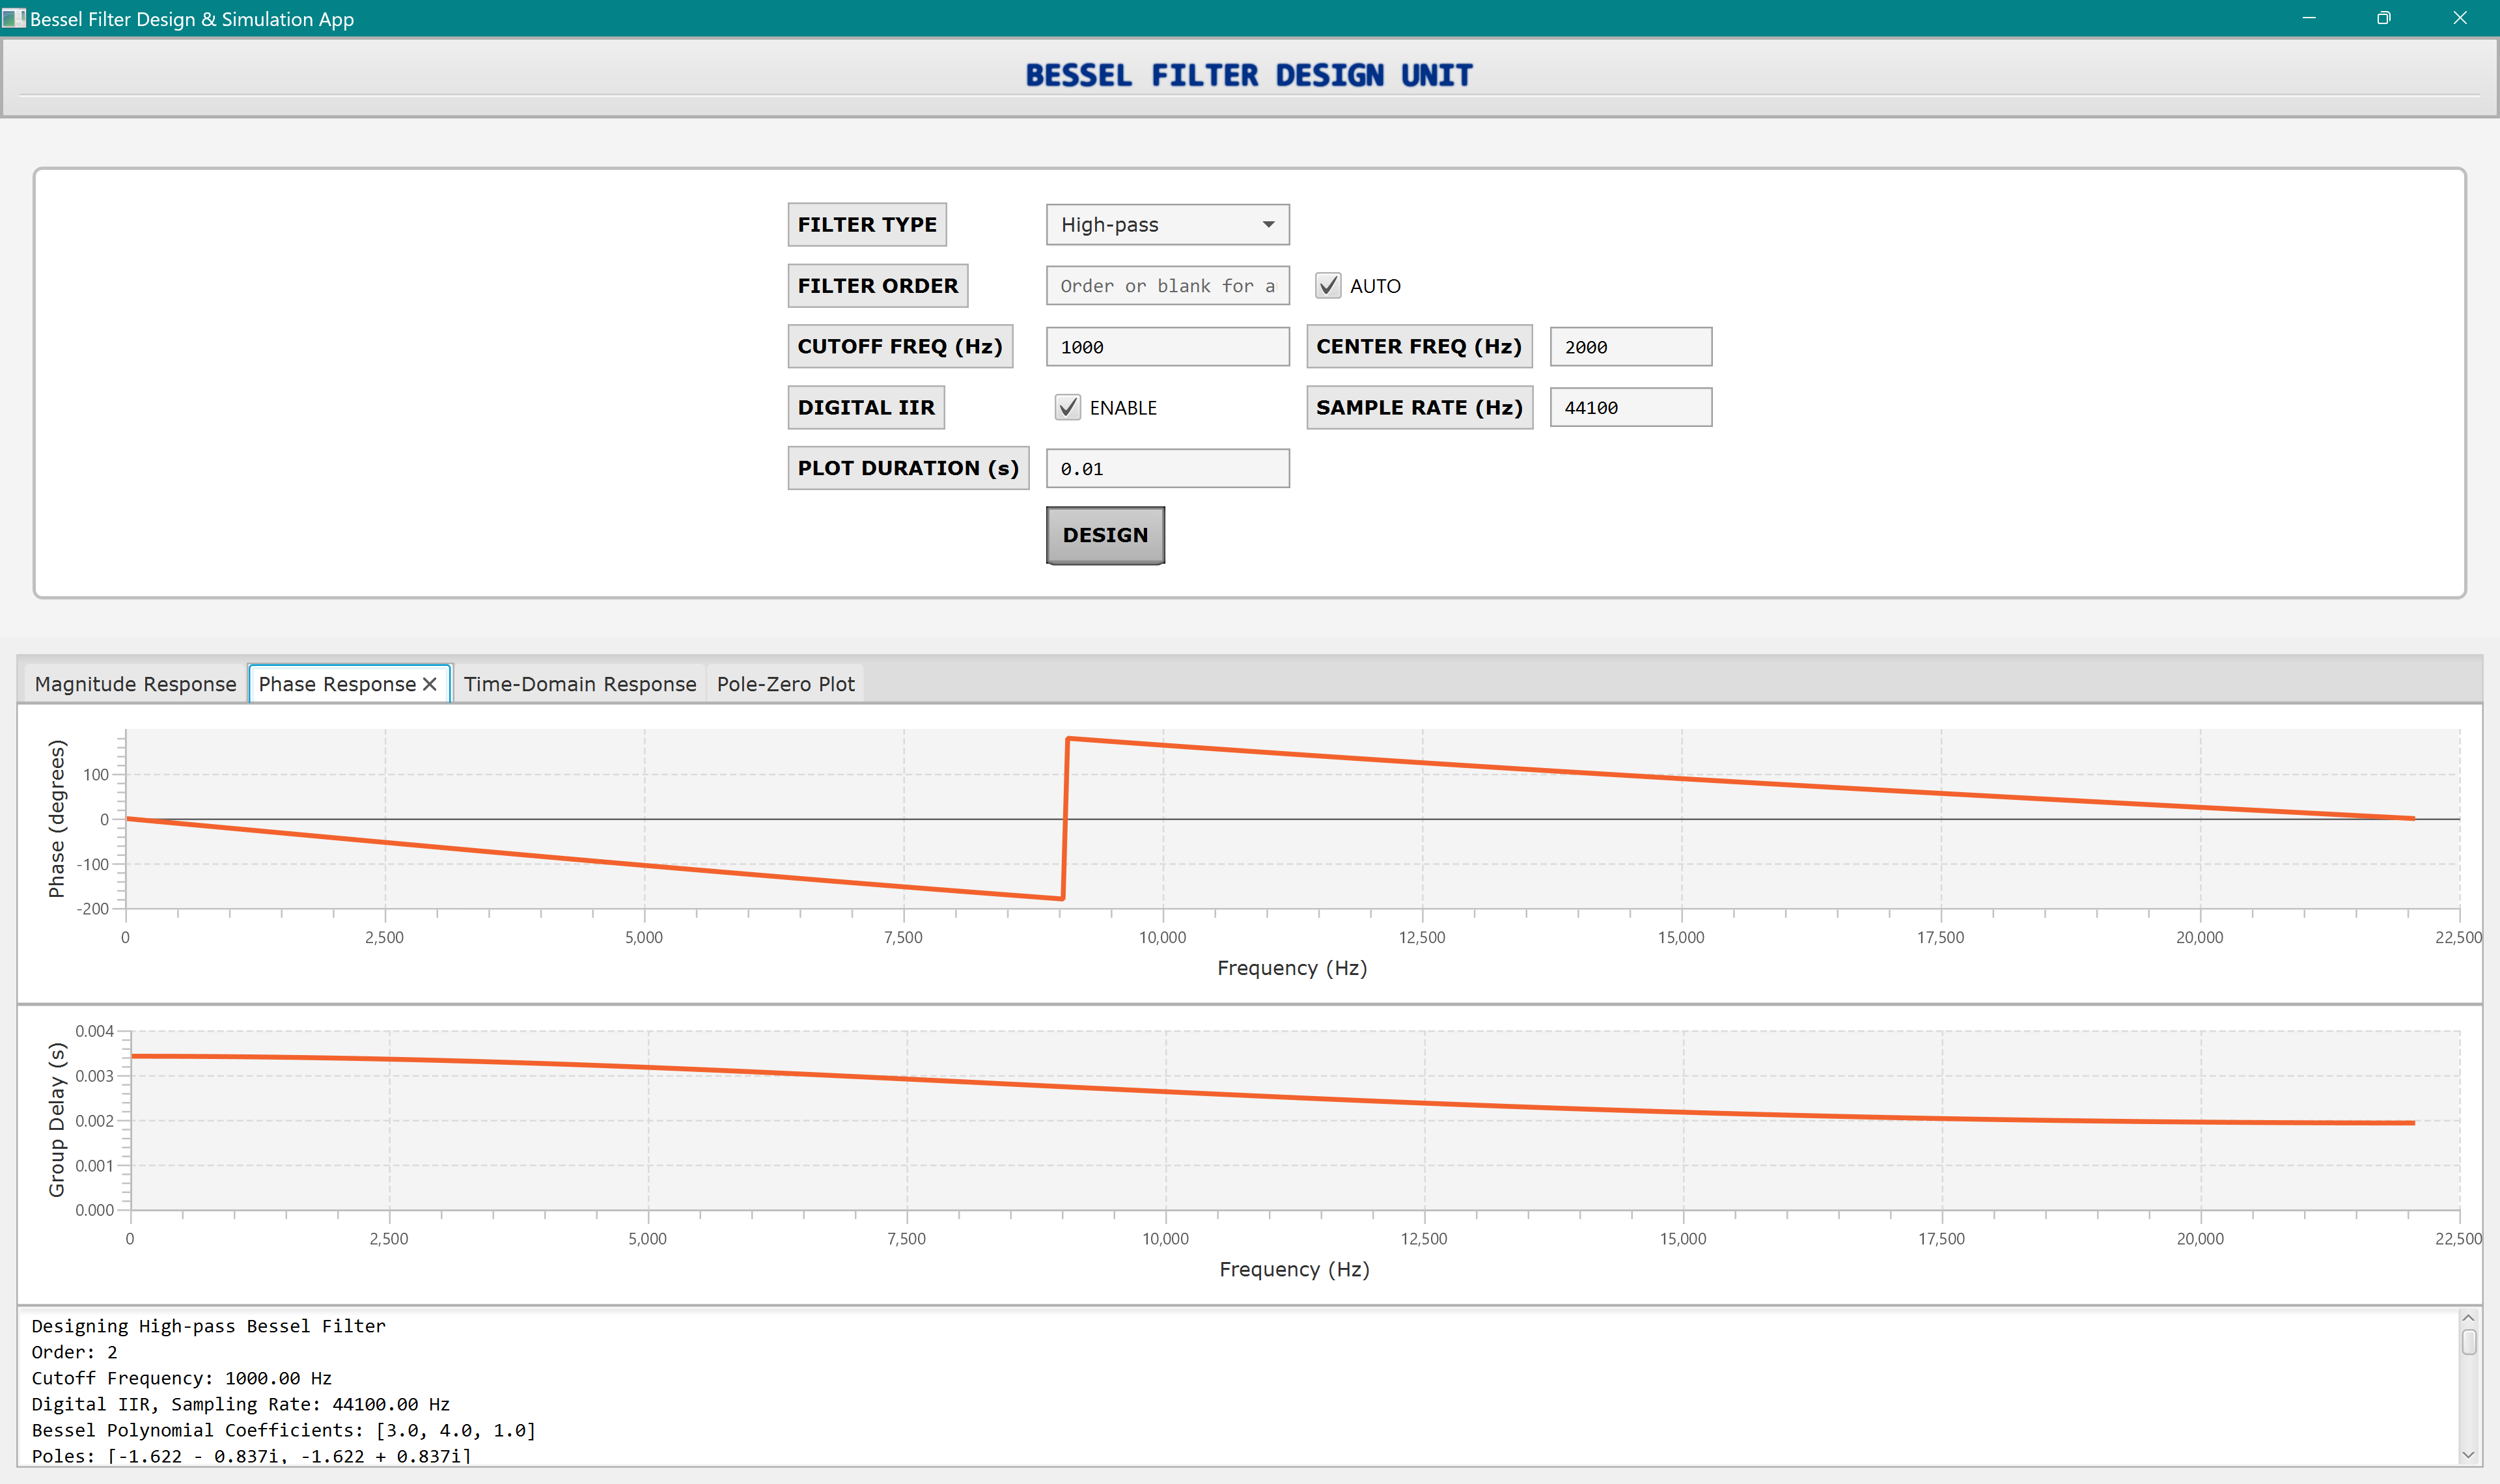 Bessel Filter Design & Simulation App
BESSEL FILTER DESIGN UNIT
FILTER TYPE High-pass
FILTER ORDER Order or blank for a AUTO
CUTOFF FREQ (Hz) 1000 CENTER FREQ (Hz) 2000
DIGITAL IIR ENABLE SAMPLE RATE (Hz) 44100
PLOT DURATION (s) 0.01
DESIGN
Magnitude Response Phase Response Time-Domain Response Pole-Zero Plot
Phase (degrees)
100
0
-100
-200
0 2,500 5,000 7,500 10,000 12,500 15,000 17,500 20,000 22,500
Frequency (Hz)
Group Delay (s)
0.004
0.003
0.002
0.001
0.000
0 2,500 5,000 7,500 10,000 12,500 15,000 17,500 20,000 22,500
Frequency (Hz)
Designing High-pass Bessel Filter
Order: 2
Cutoff Frequency: 1000.00 Hz
Digital IIR, Sampling Rate: 44100.00 Hz
Bessel Polynomial Coefficients: [3.0, 4.0, 1.0]
Poles: [-1.622 - 0.837i, -1.622 + 0.837i]